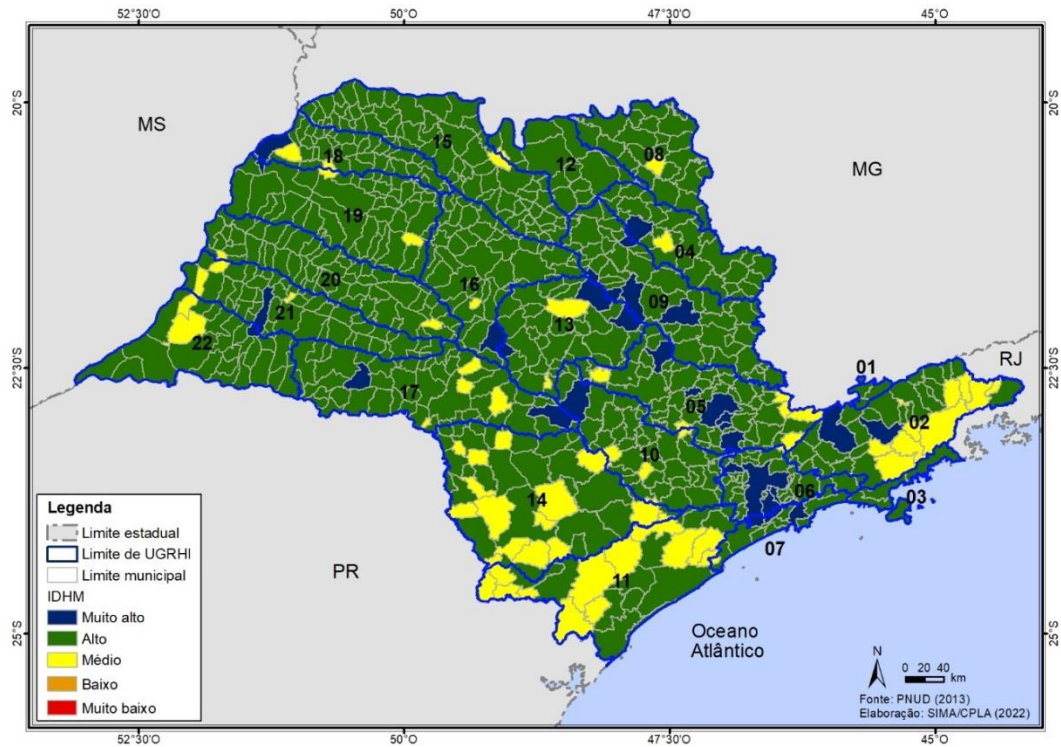 52°30'O 50°O 47°30'O 45°O
20°S 20°S
MS
15
18
12
08
MG
19
04
20
16
09
21
13
22
22°30'S 22°30'S
RJ
01
17
05
02
10
06
03
14
07
11
PR
25°S 25°S
Oceano
Atlântico
Legenda
Limite estadual
Limite de UGRHI
Limite municipal
IDHM
Muito alto
Alto
Médio
Baixo
Muito baixo
N
0 20 40
km
Fonte: PNUD (2013)
Elaboração: SIMA/CPLA (2022)
52°30'O 50°O 47°30'O 45°O